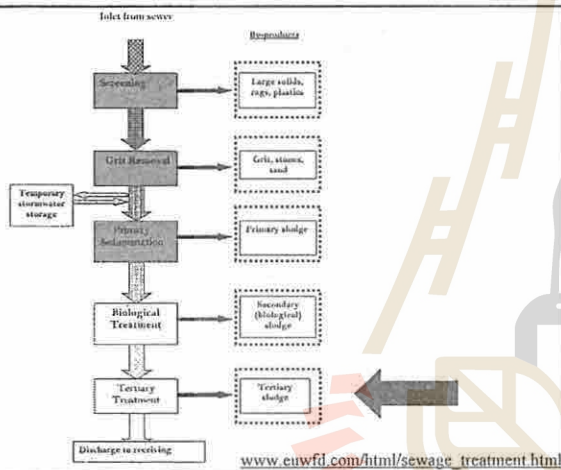 Inlet from sewer
By-products
Screening
Large solids,
rags, plastics
Grit Removal
Grit, stones,
sand
Temporary
stormwater
storage
Primary
Sedimentation
Primary sludge
Biological
Treatment
Secondary
(biological)
sludge
Tertiary
Treatment
Tertiary
sludge
Discharge to receiving
www.euwfd.com/html/sewage_treatment.html